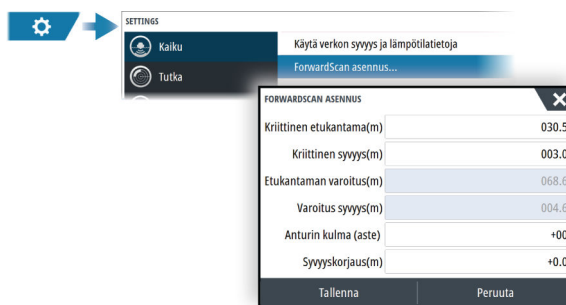 SETTINGS
Kaiku
Käytä verkon syvyys ja lämpötilatietoja
Tutka
ForwardScan asennus...
FORWARDSCAN ASENNUS
Kriittinen etukantama(m) 030.5
Kriittinen syvyys(m) 003.0
Etukantaman varoitus(m) 068.6
Varoitus syvyys(m) 004.6
Anturin kulma (aste) +00
Syvyyskorjaus(m) +0.0
Tallenna Peruuta